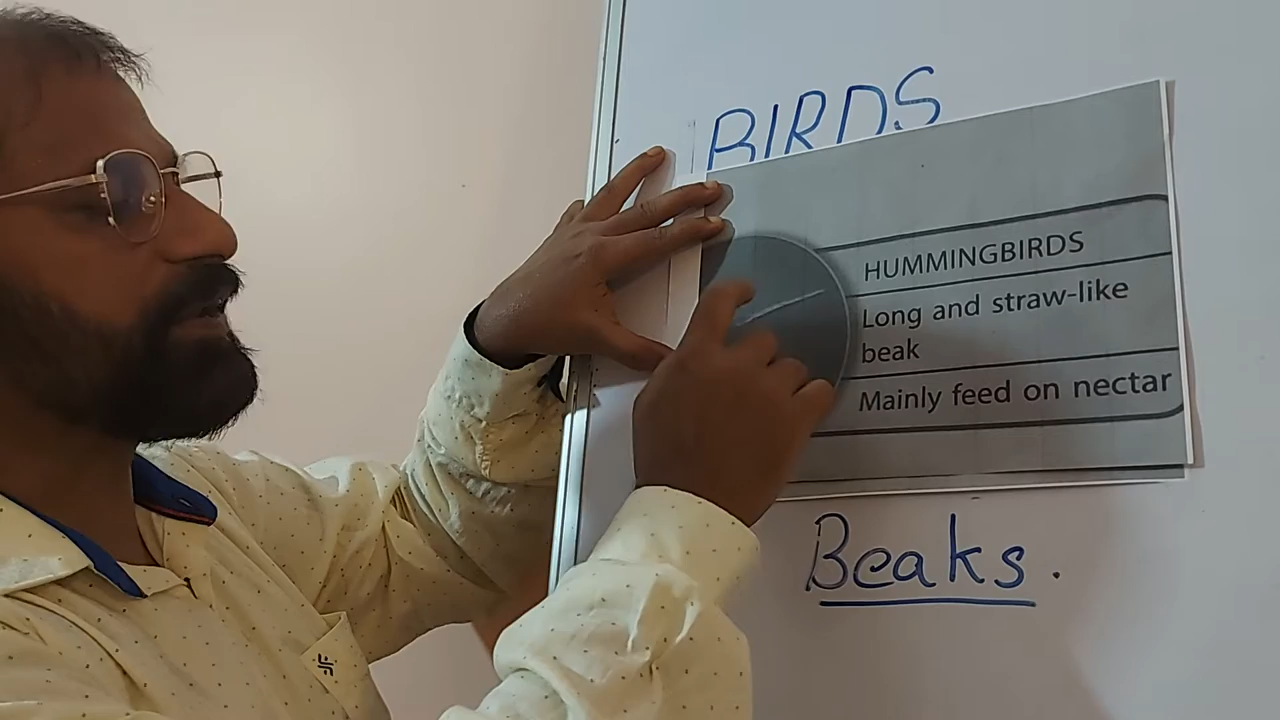 BIRDS
HUMMINGBIRDS
Long and straw-like
beak
Mainly feed on nectar
Beaks.